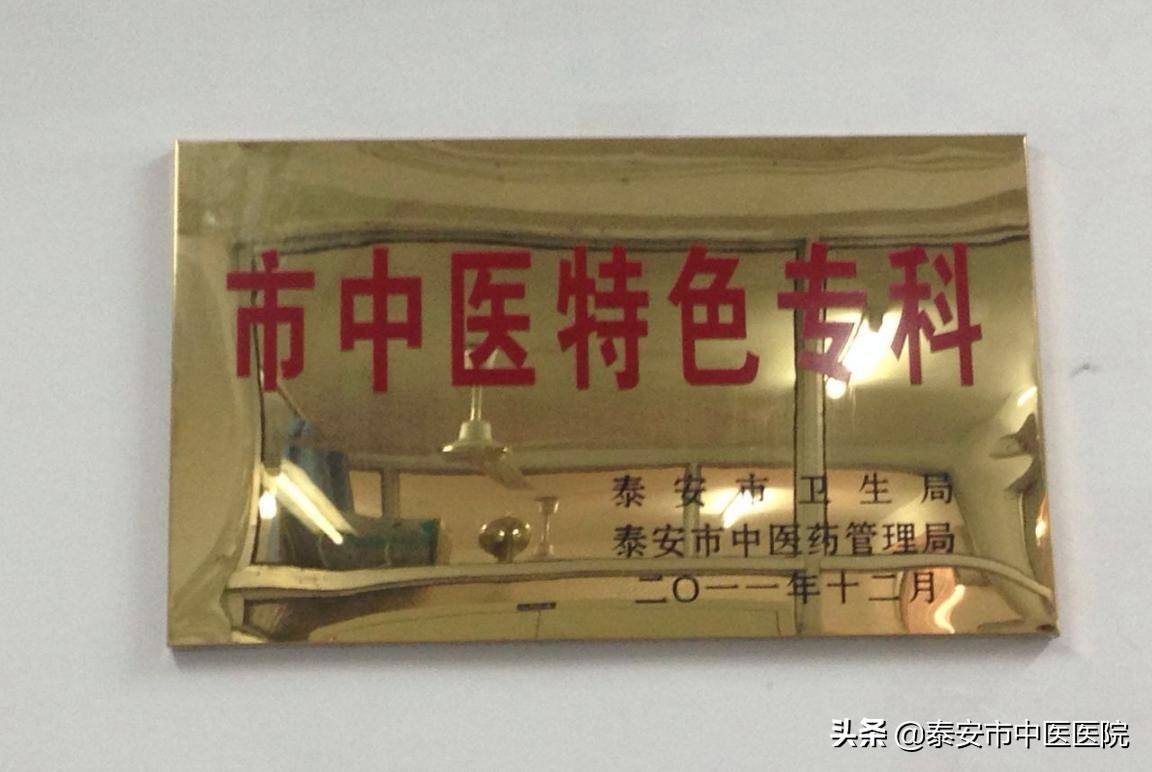 市中医特色专科
泰安市卫生局
泰安市中医药管理局
二〇一一年十二月
头条 @泰安市中医医院